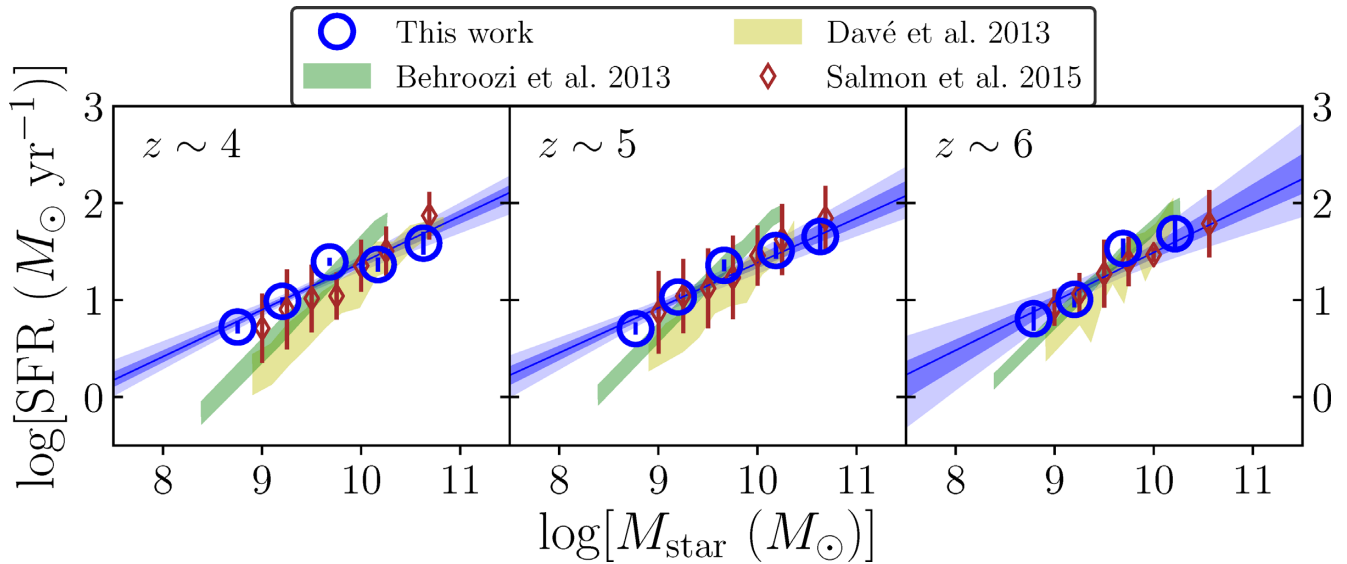 This work
Davé et al. 2013
Behroozi et al. 2013
Salmon et al. 2015
log[SFR (M⊙ yr−1)]
3
2
1
0
z ∼ 4
z ∼ 5
z ∼ 6
3
2
1
0
8 9 10 11
8 9 10 11
8 9 10 11
log[Mstar (M⊙)]